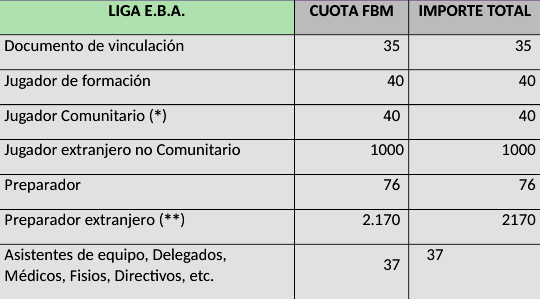 LIGA E.B.A. CUOTA FBM IMPORTE TOTAL
Documento de vinculación 35 35
Jugador de formación 40 40
Jugador Comunitario (*) 40 40
Jugador extranjero no Comunitario 1000 1000
Preparador 76 76
Preparador extranjero (**) 2.170 2170
Asistentes de equipo, Delegados,
Médicos, Fisios, Directivos, etc. 37 37